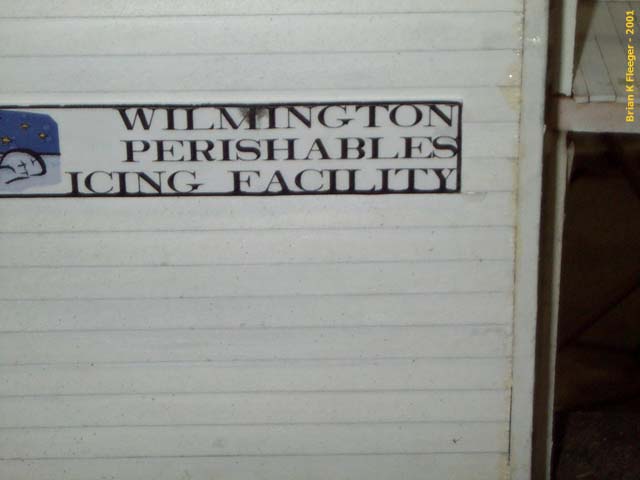 WILMINGTON
PERISHABLES
ICING FACILITY
Brian K Fleeger - 2001